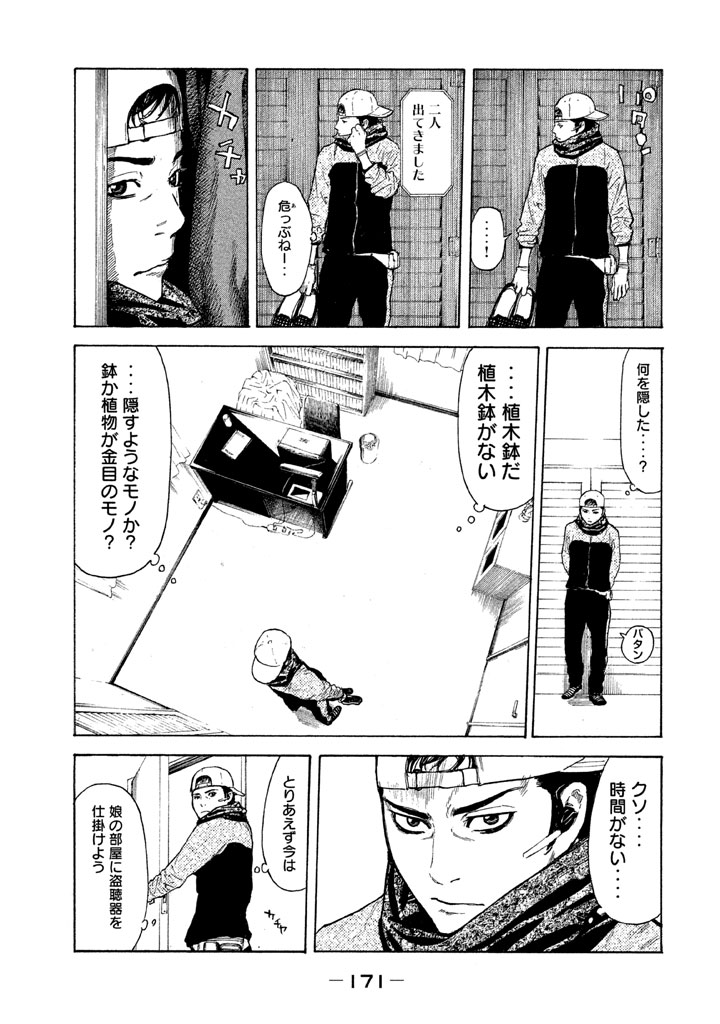 パタン
‥‥!
二人
出てきました
危っぶねー‥
あ
カチャ
何を隠した‥‥?
バタン
‥‥植木鉢だ
植木鉢がない
‥‥隠すようなモノか?
鉢か植物が金目のモノ?
クソ‥‥
時間がない‥‥
とりあえず今は
娘の部屋に盗聴器を
仕掛けよう
カチャ
—171—